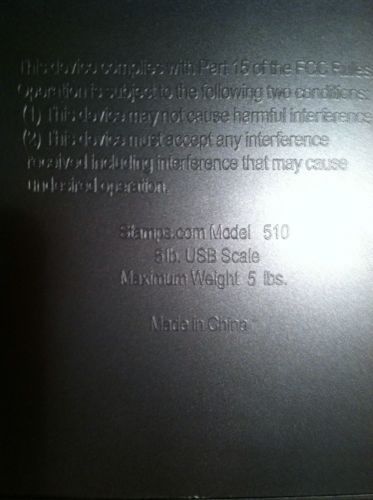 This device complies with Part 15 of the FCC Rules
Operation is subject to the following two conditions:
(1) This device may not cause harmful interference
(2) This device must accept any interference
received including interference that may cause
undesired operation.
Stamps.com Model 510
5 lb. USB Scale
Maximum Weight 5 lbs.
Made in China